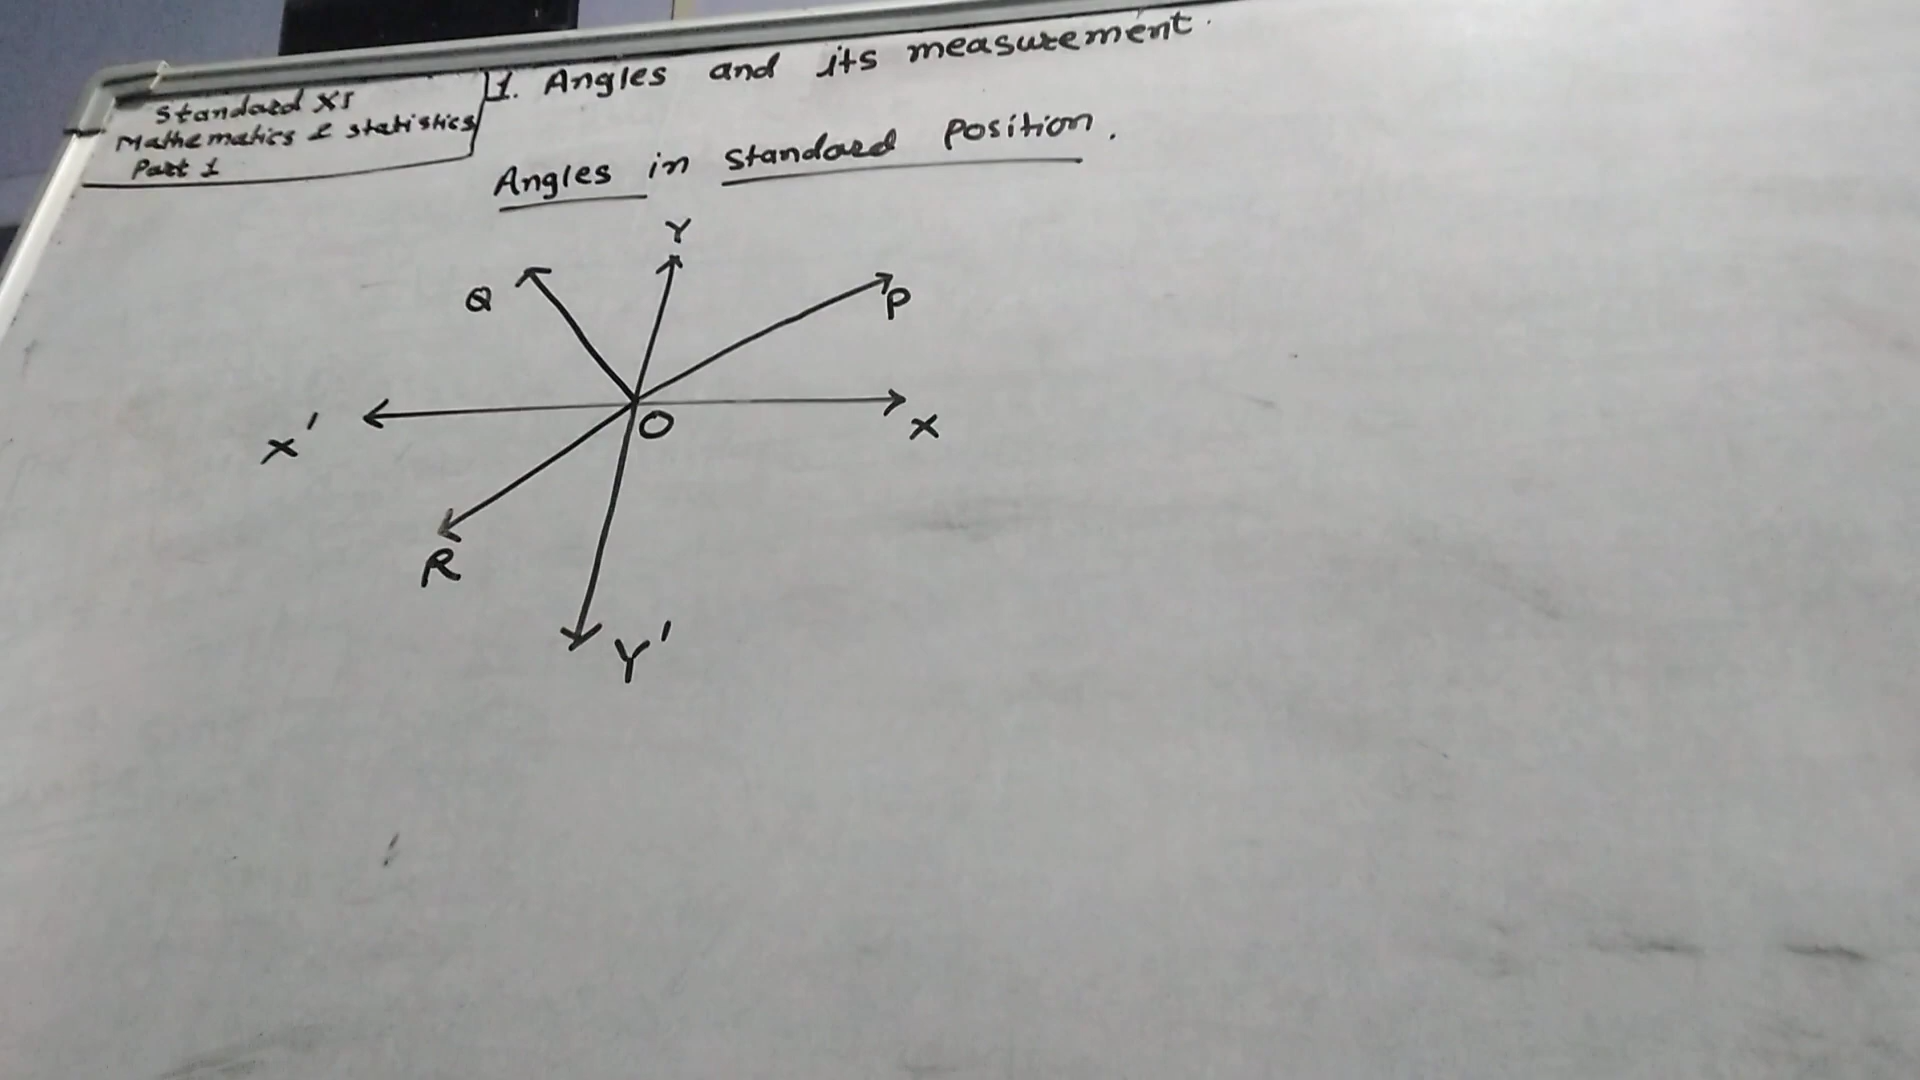 Standard XI
Mathematics & statistics
Part 1
1. Angles and its measurement.
Angles in standard position.
Y
Q
P
X'
O
X
R
Y'